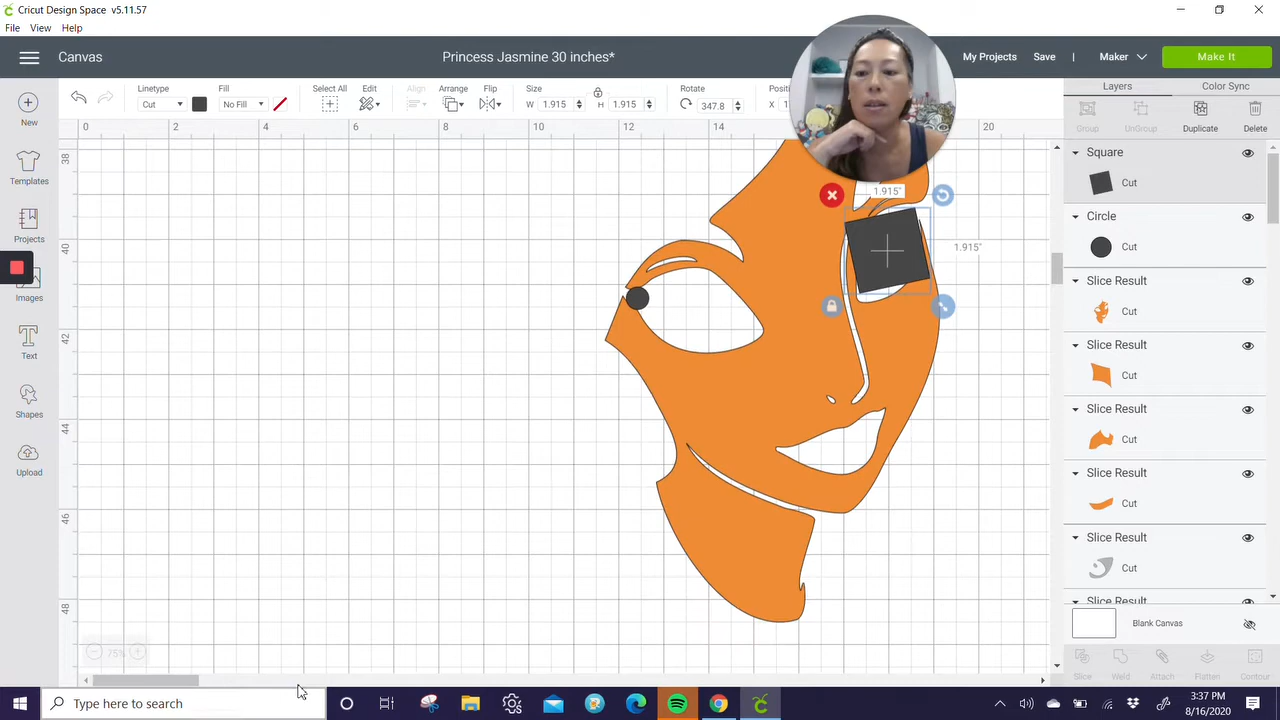 Cricut Design Space v5.11.57
File View Help
Canvas
Princess Jasmine 30 inches*
My Projects Save | Maker Make It
Linetype Fill Select All Edit Align Arrange Flip Size Rotate
Cut No Fill W 1.915 H 1.915 347.8 X
Layers Color Sync
Group UnGroup Duplicate Delete
0 2 4 6 8 10 12 14 20
38
40
42
44
46
48
New
Templates
Projects
Images
Text
Shapes
Upload
1.915"
1.915"
75%
Square
Cut
Circle
Cut
Slice Result
Cut
Slice Result
Cut
Slice Result
Cut
Slice Result
Cut
Slice Result
Cut
Slice Result
Blank Canvas
Slice Weld Attach Flatten Contour
Type here to search
3:37 PM
8/16/2020